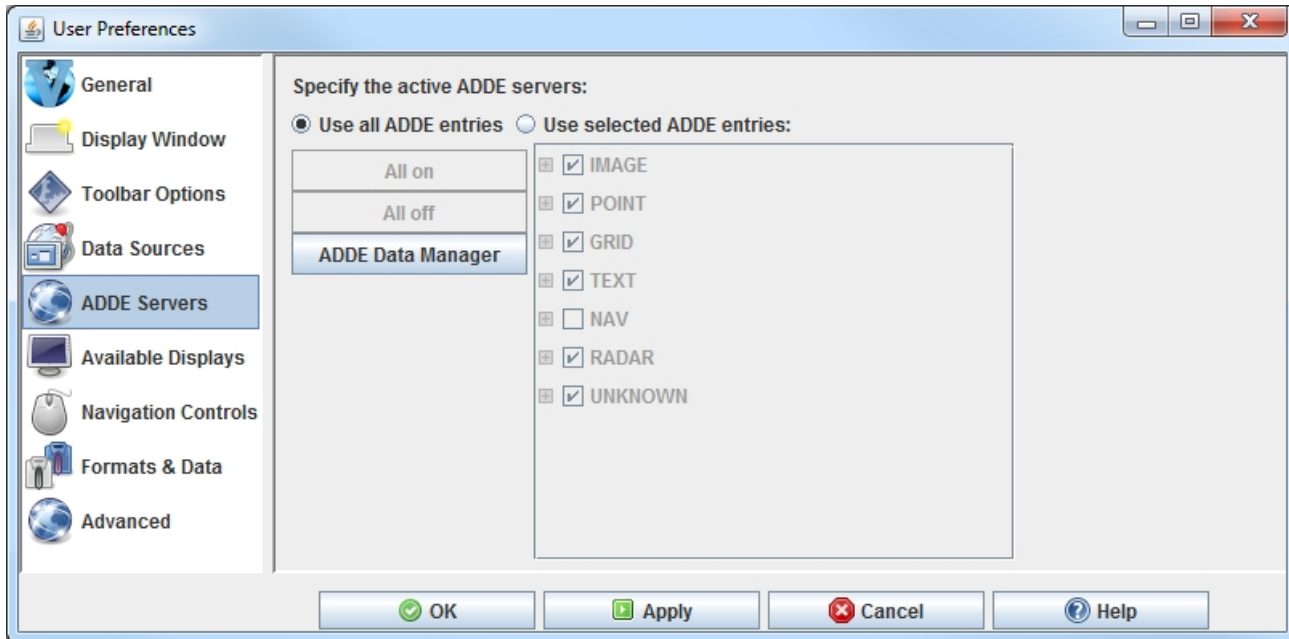 User Preferences
General
Display Window
Toolbar Options
Data Sources
ADDE Servers
Available Displays
Navigation Controls
Formats & Data
Advanced
Specify the active ADDE servers:
Use all ADDE entries Use selected ADDE entries:
All on
All off
ADDE Data Manager
IMAGE
POINT
GRID
TEXT
NAV
RADAR
UNKNOWN
OK Apply Cancel Help